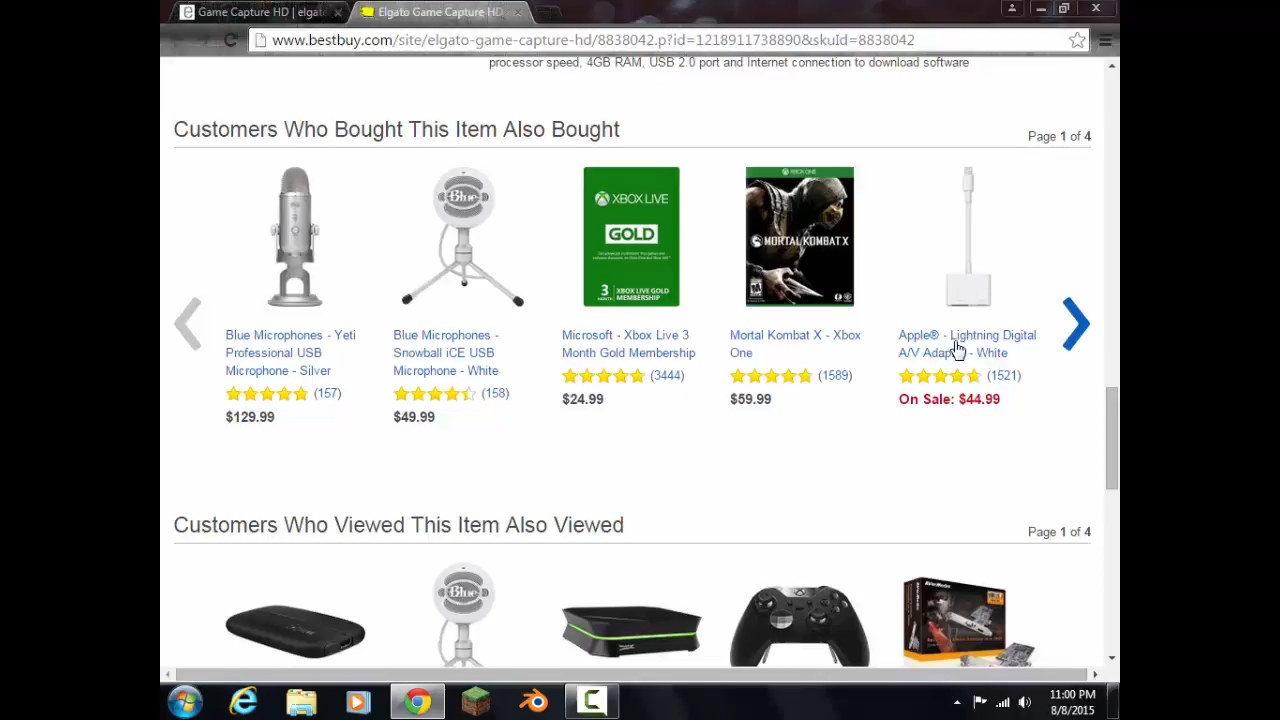 Game Capture HD | elgat
Elgato Game Capture HD
www.bestbuy.com/site/elgato-game-capture-hd/8838042.p?id=1218911738890&skuId=8838042
processor speed, 4GB RAM, USB 2.0 port and Internet connection to download software
Customers Who Bought This Item Also Bought
Page 1 of 4
Blue
XBOX LIVE
GOLD
3 MONTH XBOX LIVE GOLD MEMBERSHIP
XBOX ONE
MORTAL KOMBAT X
Blue Microphones - Yeti
Professional USB
Microphone - Silver
(157)
$129.99
Blue Microphones -
Snowball iCE USB
Microphone - White
(158)
$49.99
Microsoft - Xbox Live 3
Month Gold Membership
(3444)
$24.99
Mortal Kombat X - Xbox
One
(1589)
$59.99
Apple® - Lightning Digital
A/V Adap - White
(1521)
On Sale: $44.99
Customers Who Viewed This Item Also Viewed
Page 1 of 4
Blue
11:00 PM
8/8/2015